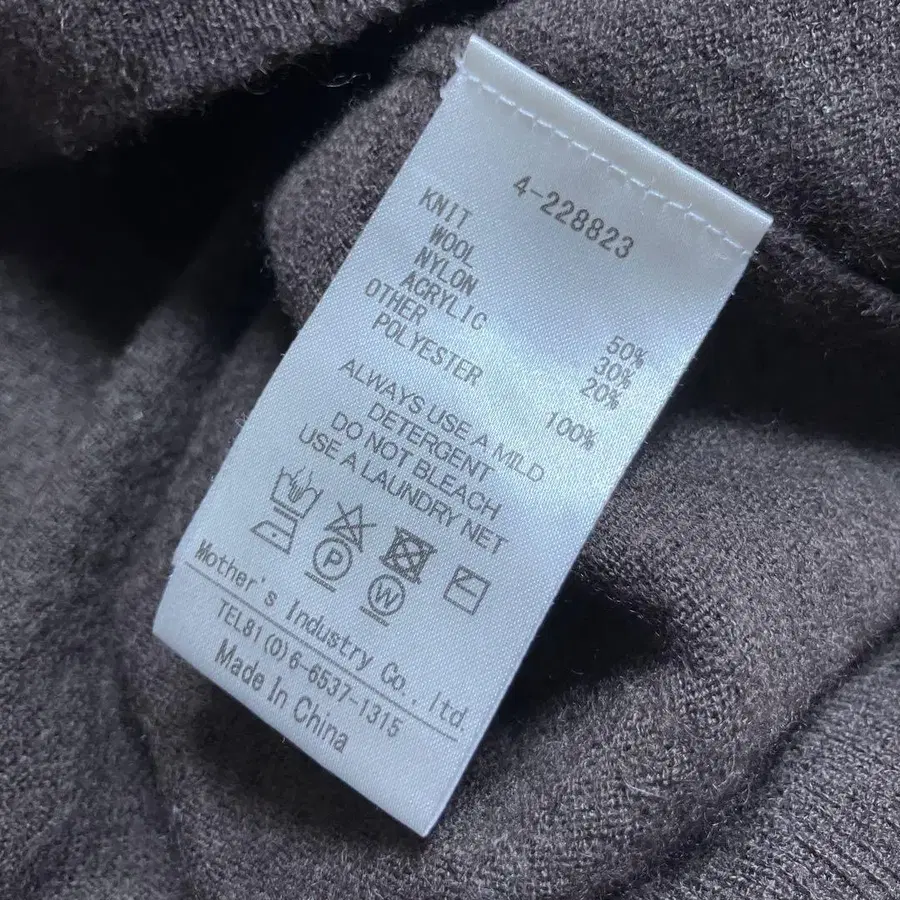 4-228823
KNIT
WOOL 50%
NYLON 30%
ACRYLIC 20%
OTHER
POLYESTER 100%
ALWAYS USE A MILD
DETERGENT
DO NOT BLEACH
USE A LAUNDRY NET
P
W
Mother's Industry Co., ltd.
TEL81(0)6-6537-1315
Made In China